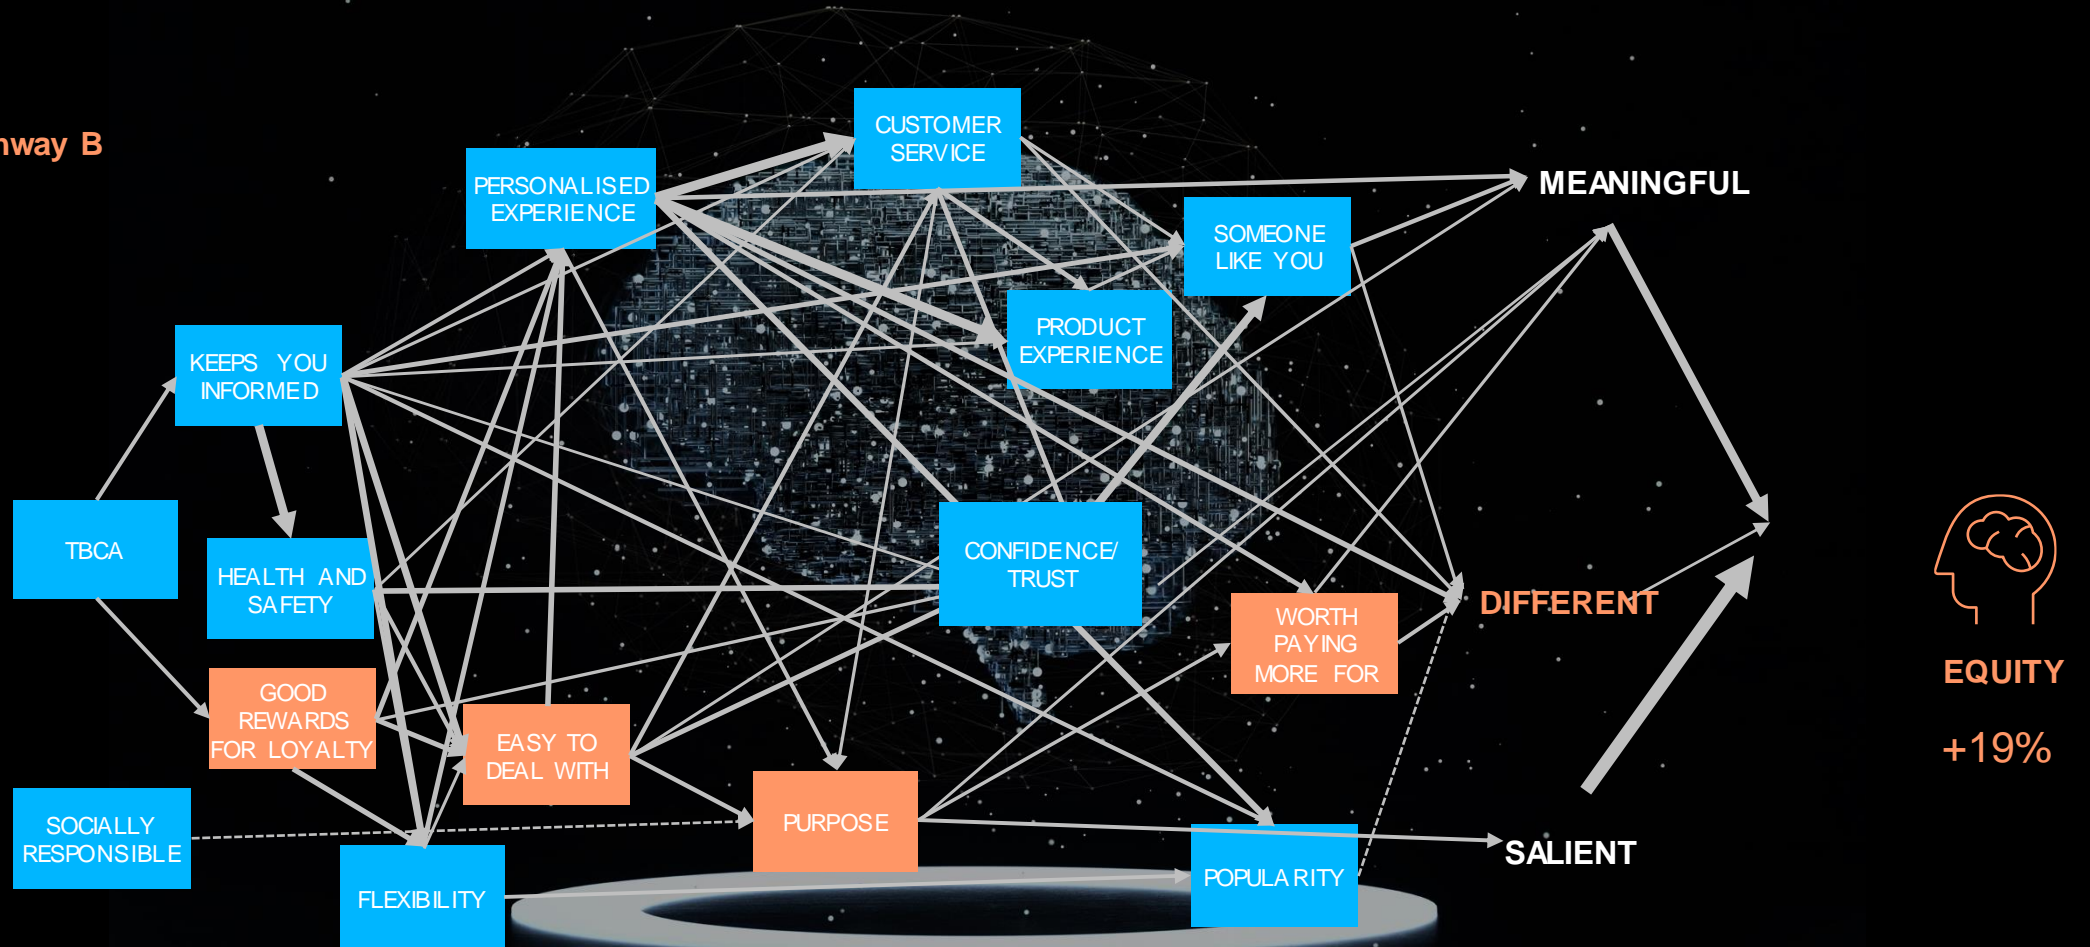 nway B
CUSTOMER
SERVICE
PERSONALISED
EXPERIENCE
MEANINGFUL
SOMEONE
LIKE YOU
PRODUCT
EXPERIENCE
KEEPS YOU
INFORMED
TBCA
HEALTH AND
SAFETY
CONFIDENCE/
TRUST
WORTH
PAYING
MORE FOR
DIFFERENT
EQUITY
+19%
GOOD
REWARDS
FOR LOYALTY
EASY TO
DEAL WITH
PURPOSE
SOCIALLY
RESPONSIBLE
SALIENT
FLEXIBILITY
POPULARITY